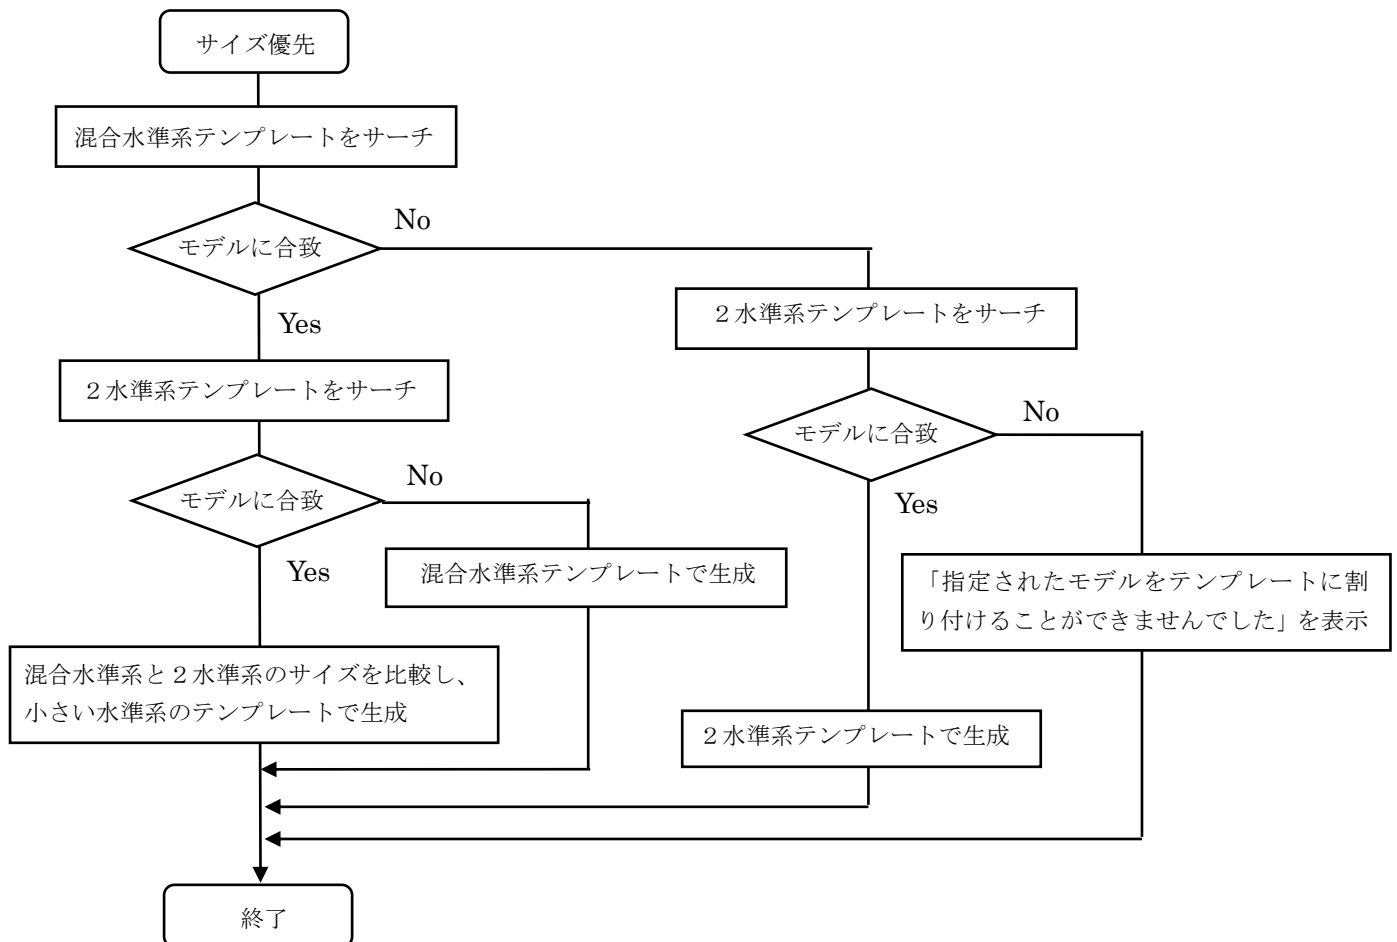 サイズ優先
混合水準系テンプレートをサーチ
モデルに合致
No
Yes
２水準系テンプレートをサーチ
２水準系テンプレートをサーチ
モデルに合致
No
モデルに合致
No
Yes
Yes
混合水準系テンプレートで生成
「指定されたモデルをテンプレートに割
り付けることができませんでした」を表示
混合水準系と２水準系のサイズを比較し、
小さい水準系のテンプレートで生成
２水準系テンプレートで生成
終了